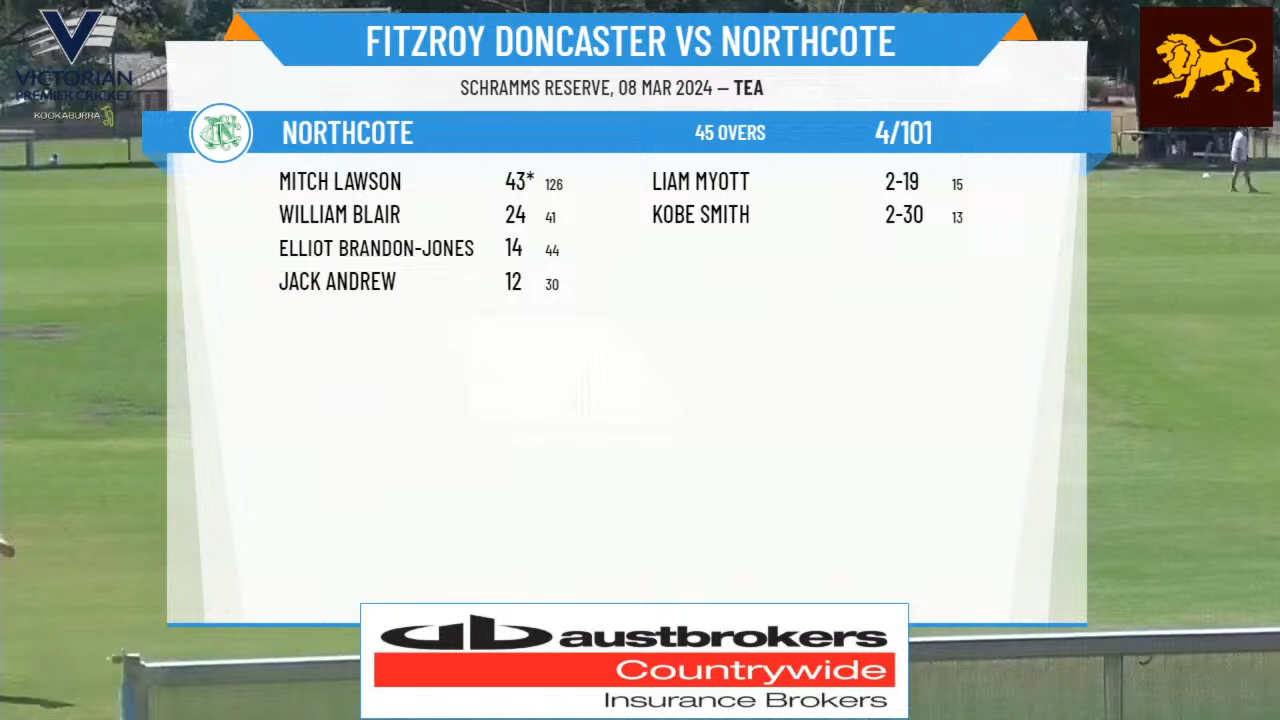 FITZROY DONCASTER VS NORTHCOTE
VICTORIAN
PREMIER CRICKET
KOOKABURRA
SCHRAMMS RESERVE, 08 MAR 2024 – TEA
NORTHCOTE 45 OVERS 4/101
MITCH LAWSON 43* 126 LIAM MYOTT 2-19 15
WILLIAM BLAIR 24 41 KOBE SMITH 2-30 13
ELLIOT BRANDON-JONES 14 44
JACK ANDREW 12 30
austbrokers
Countrywide
Insurance Brokers